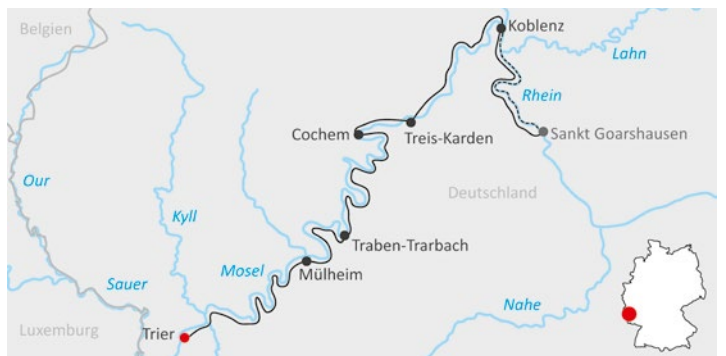 Belgien
Koblenz
Lahn
Rhein
Cochem
Treis-Karden
Sankt Goarshausen
Our
Deutschland
Kyll
Traben-Trarbach
Mosel
Mülheim
Sauer
Nahe
Luxemburg
Trier